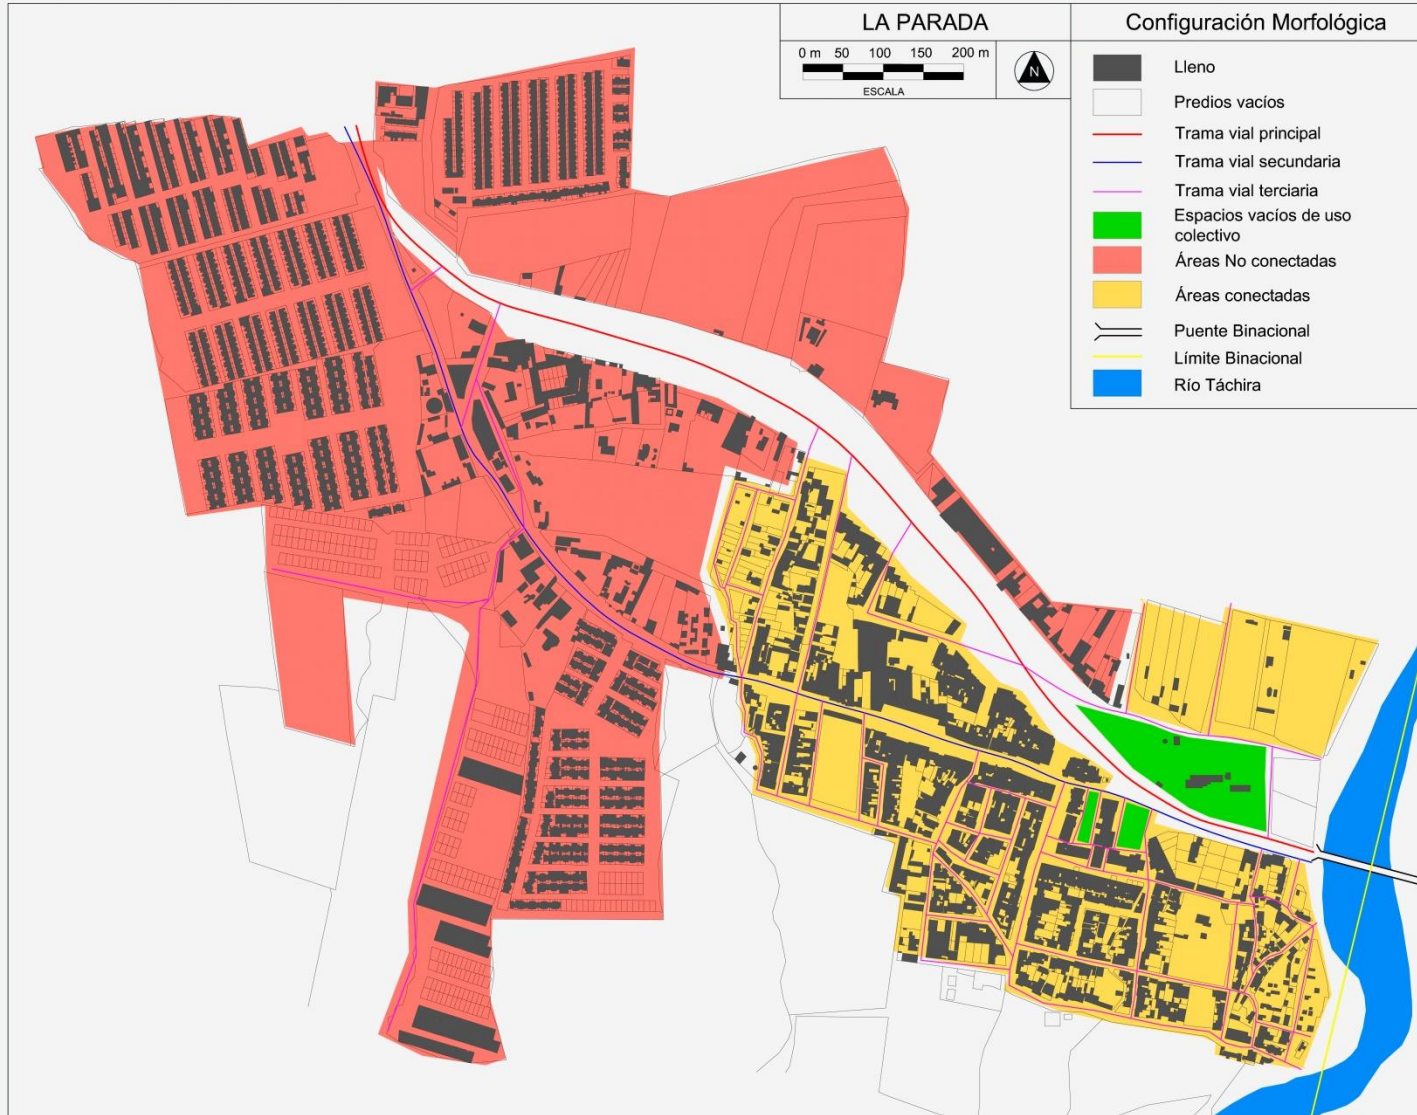 LA PARADA
0 m 50 100 150 200 m
ESCALA
N
Configuración Morfológica
Lleno
Predios vacíos
Trama vial principal
Trama vial secundaria
Trama vial terciaria
Espacios vacíos de uso
colectivo
Áreas No conectadas
Áreas conectadas
Puente Binacional
Límite Binacional
Río Táchira